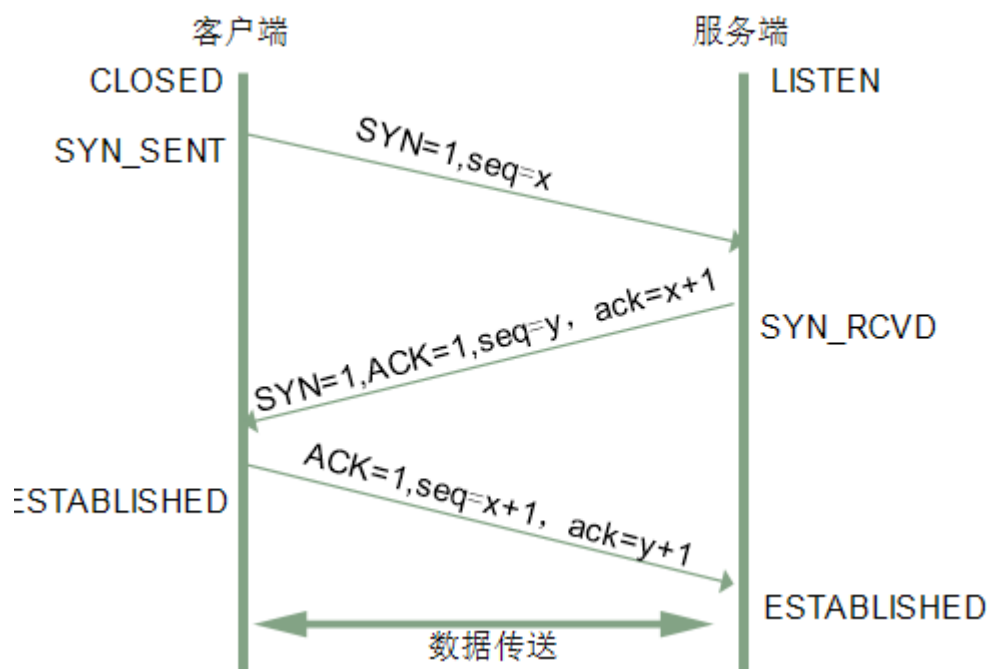 客户端
服务端
CLOSED
LISTEN
SYN_SENT
SYN=1,seq=x
SYN=1,ACK=1,seq=y，ack=x+1
SYN_RCVD
ACK=1,seq=x+1，ack=y+1
ESTABLISHED
ESTABLISHED
数据传送